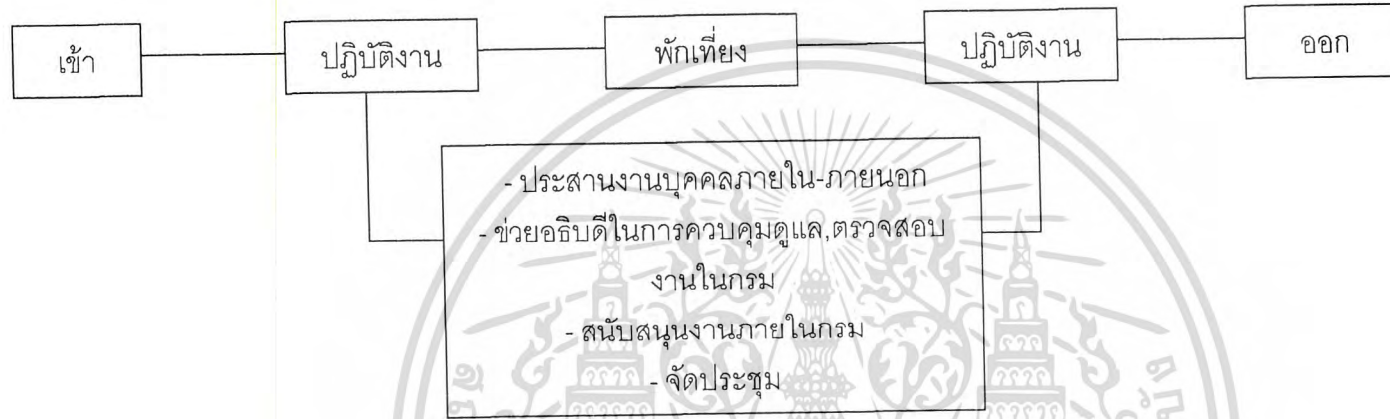 เข้า
ปฏิบัติงาน
พักเที่ยง
ปฏิบัติงาน
ออก
- ประสานงานบุคคลภายใน-ภายนอก
- ช่วยอธิบดีในการควบคุมดูแล,ตรวจสอบ
งานในกรม
- สนับสนุนงานภายในกรม
- จัดประชุม